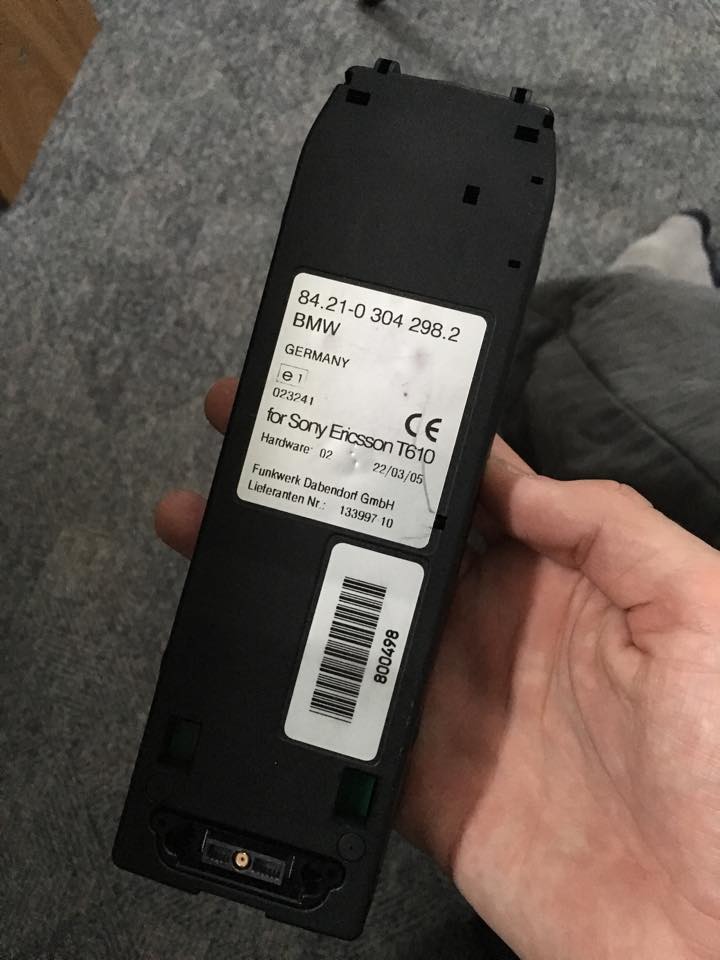 84.21-0 304 298.2
BMW
GERMANY
e1
023241
CE
for Sony Ericsson T610
Hardware: 02 22/03/05
Funkwerk Dabendorf GmbH
Lieferanten Nr.: 133997 10
800498